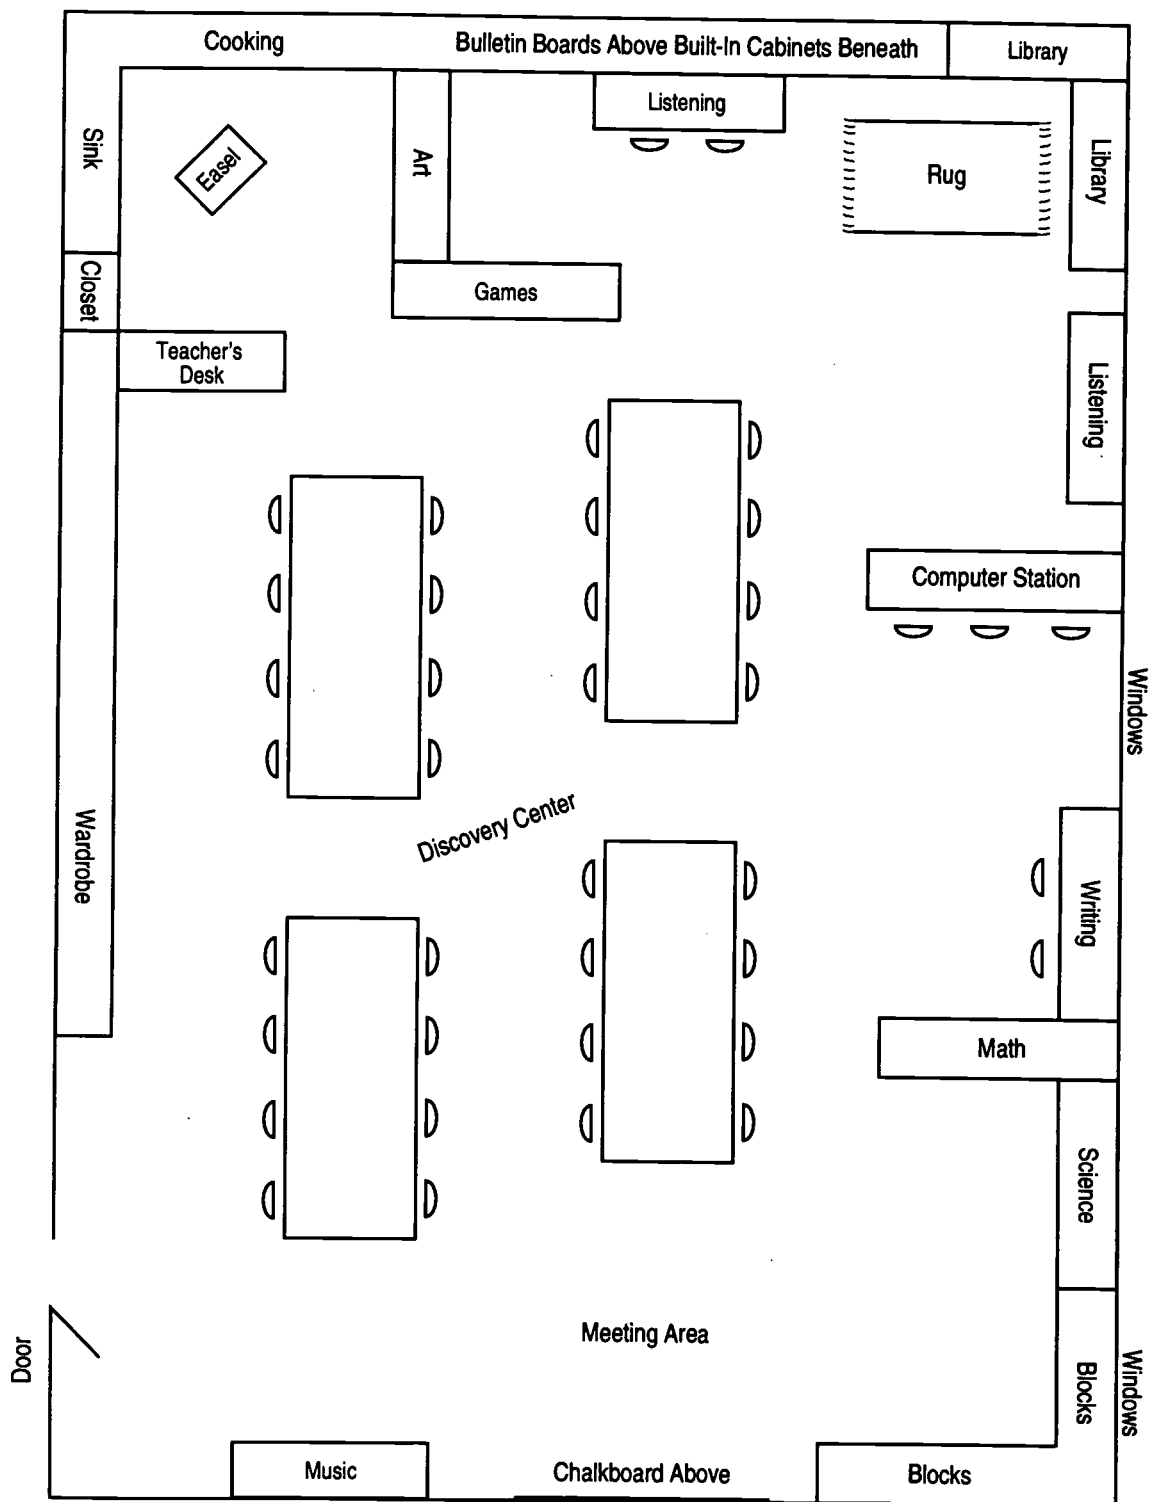 Cooking
Bulletin Boards Above Built-In Cabinets Beneath
Library
Sink
Easel
Art
Listening
Rug
Library
Closet
Games
Teacher's
Desk
Listening
Computer Station
Windows
Wardrobe
Discovery Center
Writing
Math
Science
Meeting Area
Door
Blocks
Windows
Music
Chalkboard Above
Blocks